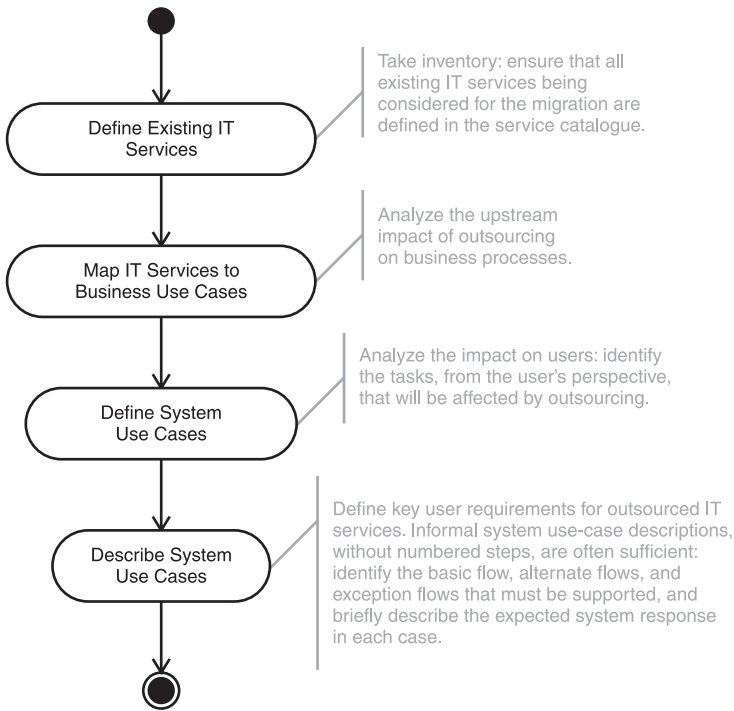 Take inventory: ensure that all
existing IT services being
considered for the migration are
defined in the service catalogue.
Define Existing IT
Services
Analyze the upstream
impact of outsourcing
on business processes.
Map IT Services to
Business Use Cases
Analyze the impact on users: identify
the tasks, from the user's perspective,
that will be affected by outsourcing.
Define System
Use Cases
Define key user requirements for outsourced IT
services. Informal system use-case descriptions,
without numbered steps, are often sufficient:
identify the basic flow, alternate flows, and
exception flows that must be supported, and
briefly describe the expected system response
in each case.
Describe System
Use Cases